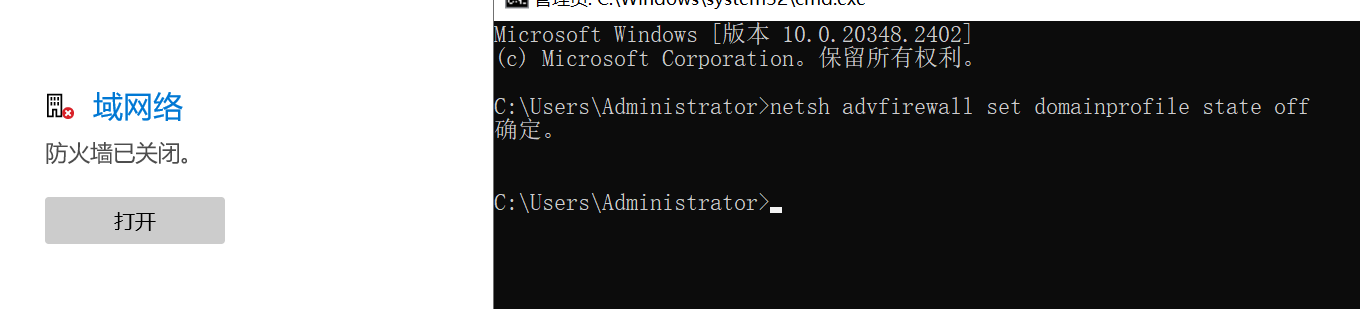 管理员: C:\Windows\system32\cmd.exe
Microsoft Windows [版本 10.0.20348.2402]
(c) Microsoft Corporation。保留所有权利。
域网络
C:\Users\Administrator>netsh advfirewall set domainprofile state off
确定。
防火墙已关闭。
C:\Users\Administrator>
打开